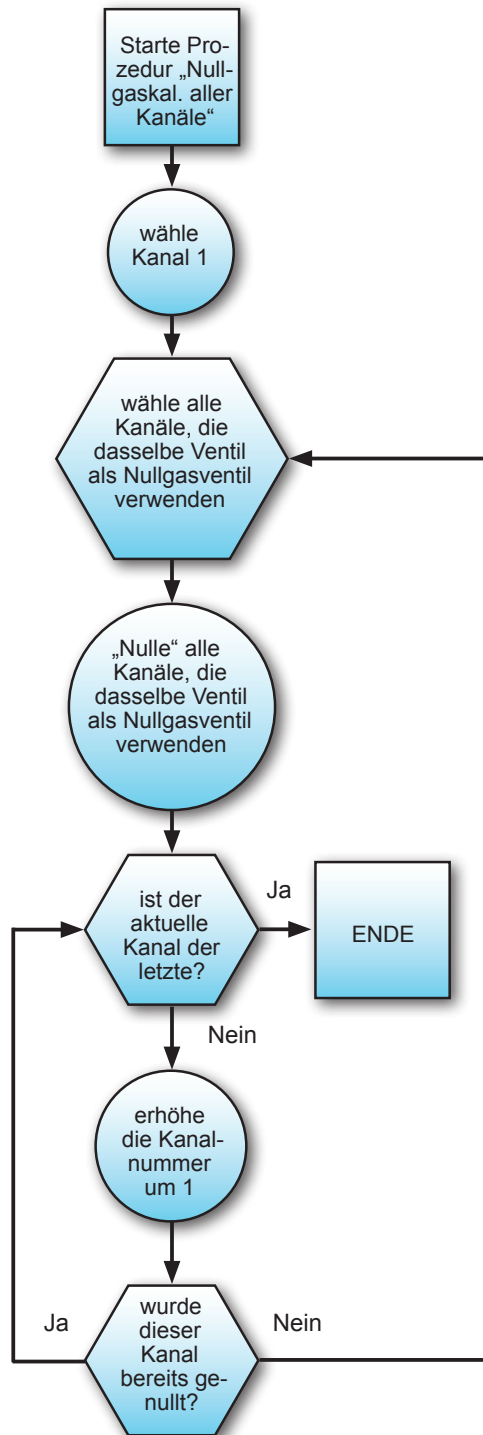 Starte Pro-
zedur „Null-
gaskal. aller
Kanäle“
wähle
Kanal 1
wähle alle
Kanäle, die
dasselbe Ventil
als Nullgasventil
verwenden
„Nulle“ alle
Kanäle, die
dasselbe Ventil
als Nullgasventil
verwenden
ist der
aktuelle
Kanal der
letzte?
Ja
ENDE
Nein
erhöhe
die Kanal-
nummer
um 1
wurde
dieser
Kanal
bereits ge-
nullt?
Ja
Nein